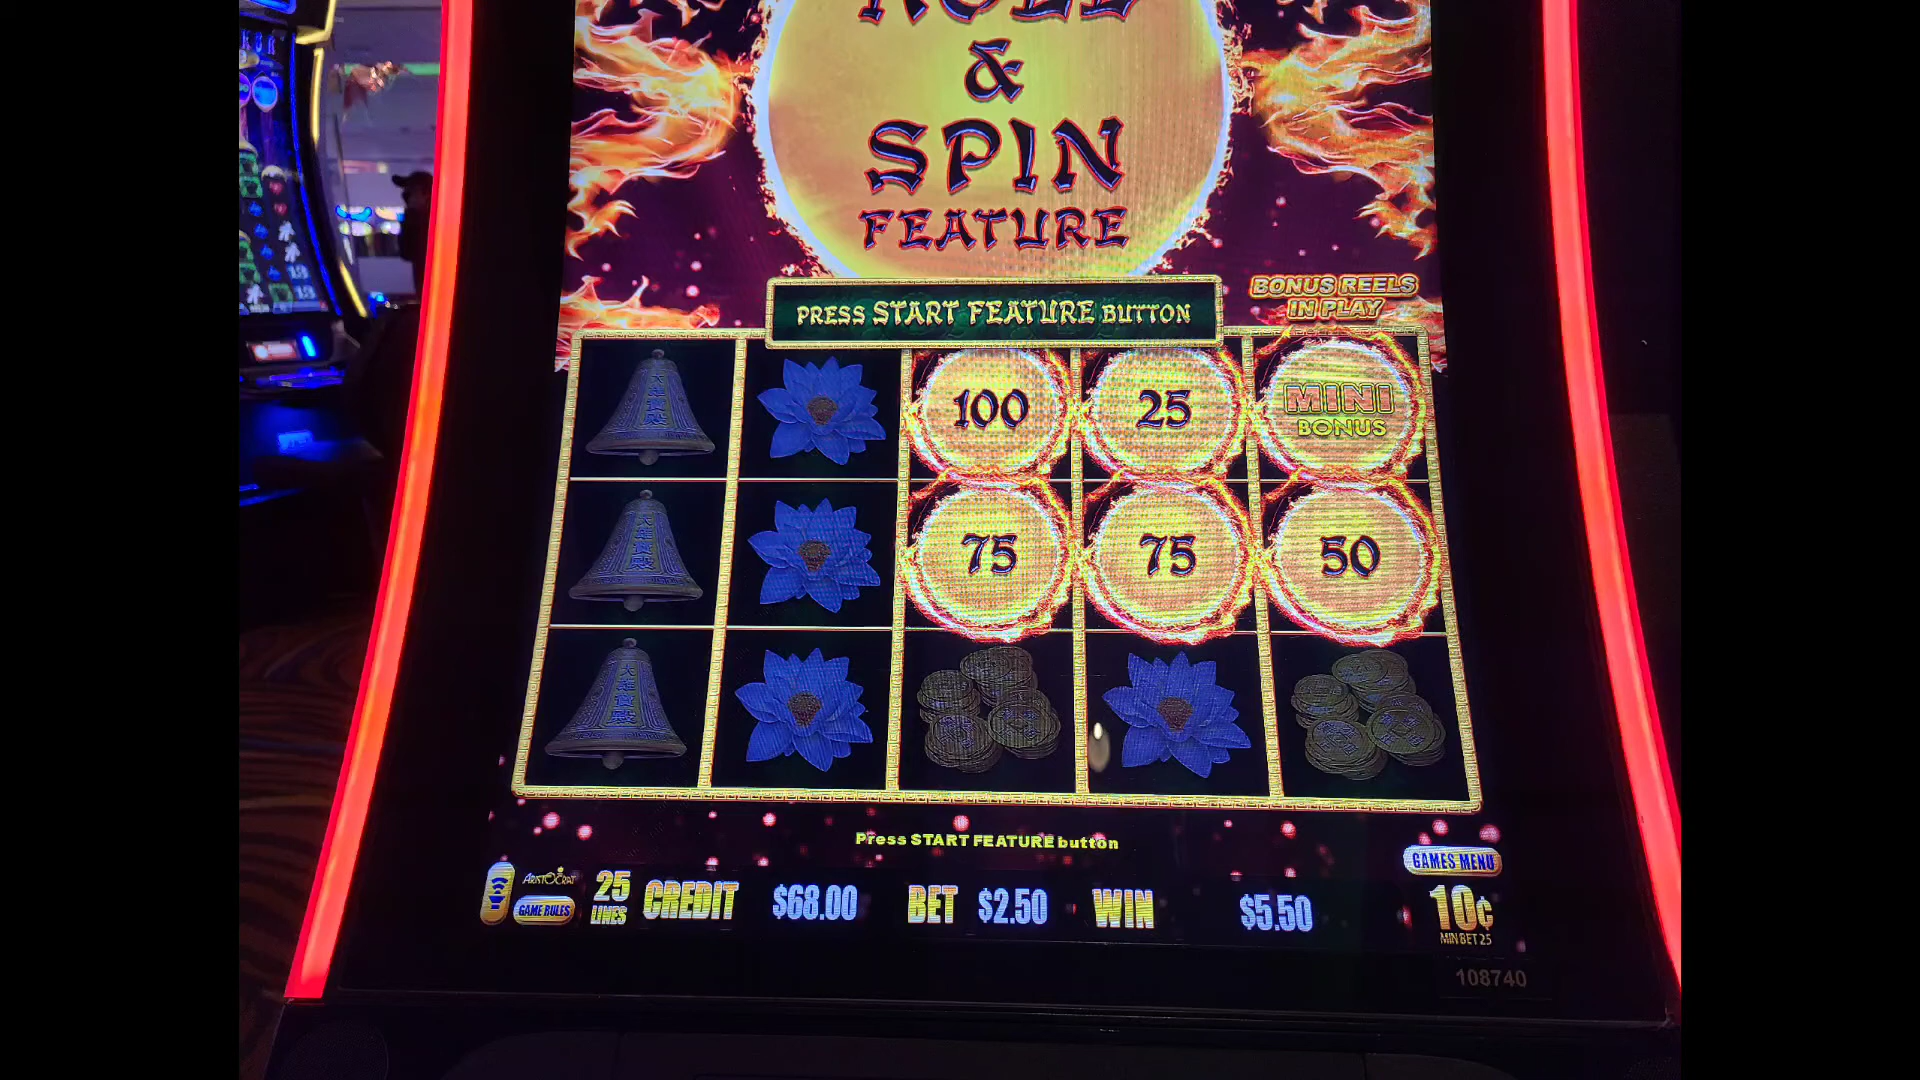 HOLD
&
SPIN
FEATURE
PRESS START FEATURE BUTTON
BONUS REELS
IN PLAY
100
25
MINI
BONUS
75
75
50
Press START FEATURE button
ARISTOCRAT
GAME RULES
25
LINES
CREDIT $68.00 BET $2.50 WIN $5.50
GAMES MENU
10¢
MIN BET 25
108740